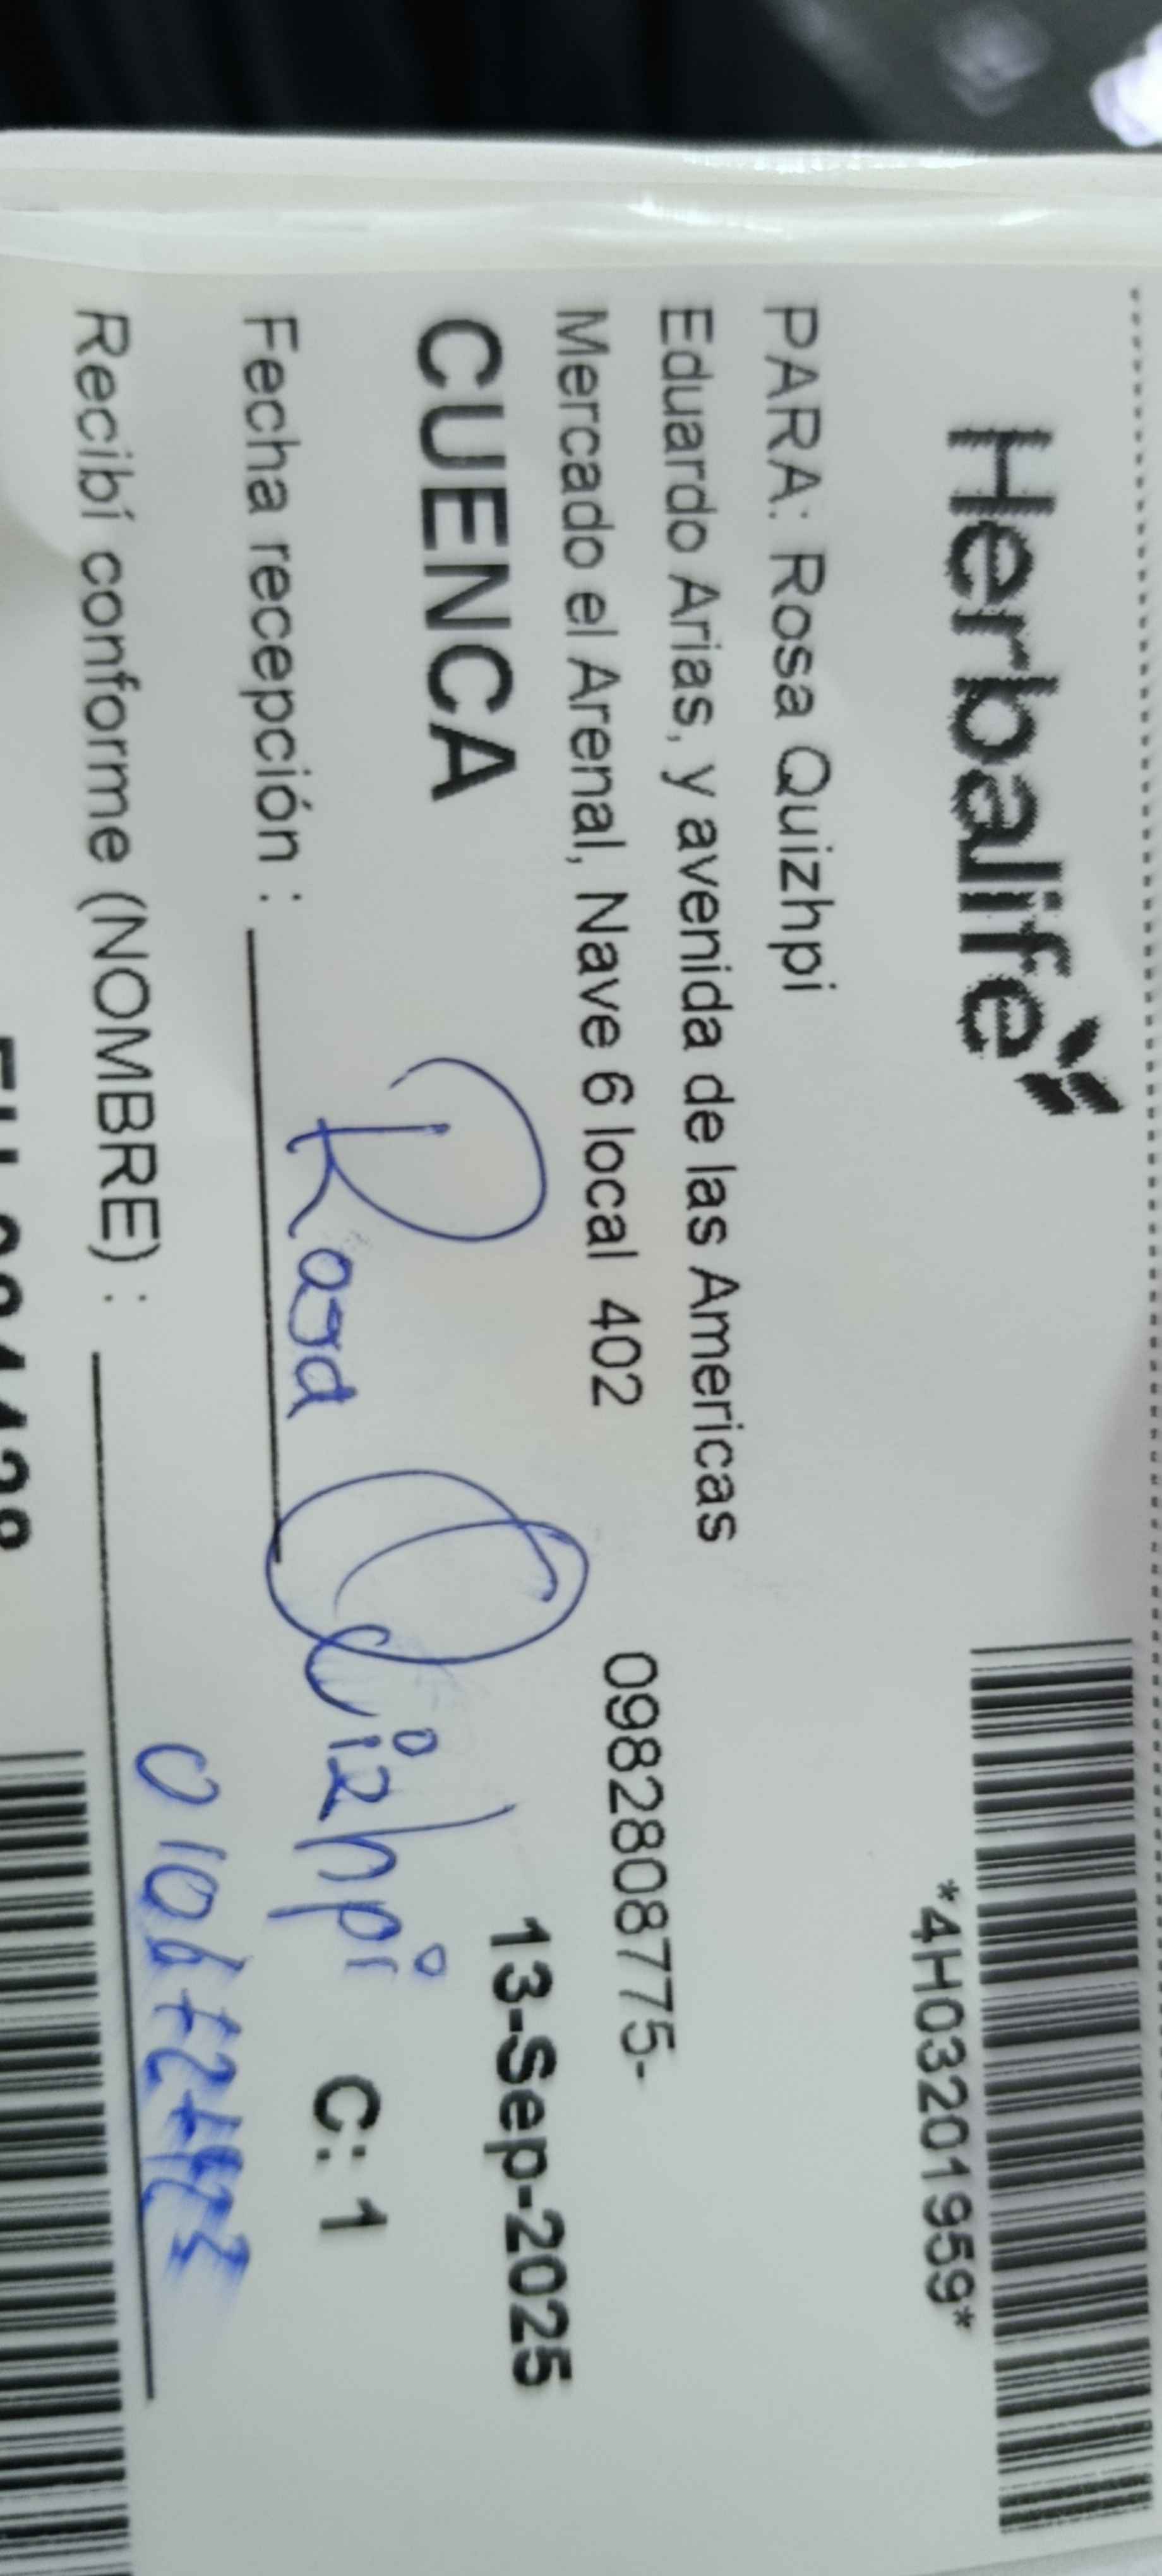 Herbalife
*4H03201959*
PARA: Rosa Quizhpi
Eduardo Arias, y avenida de las Americas
Mercado el Arenal, Nave 6 local 402
0982808775-
CUENCA
13-Sep-2025
Fecha recepción :
Rosa Quizhpi
C: 1
Recibí conforme (NOMBRE) :